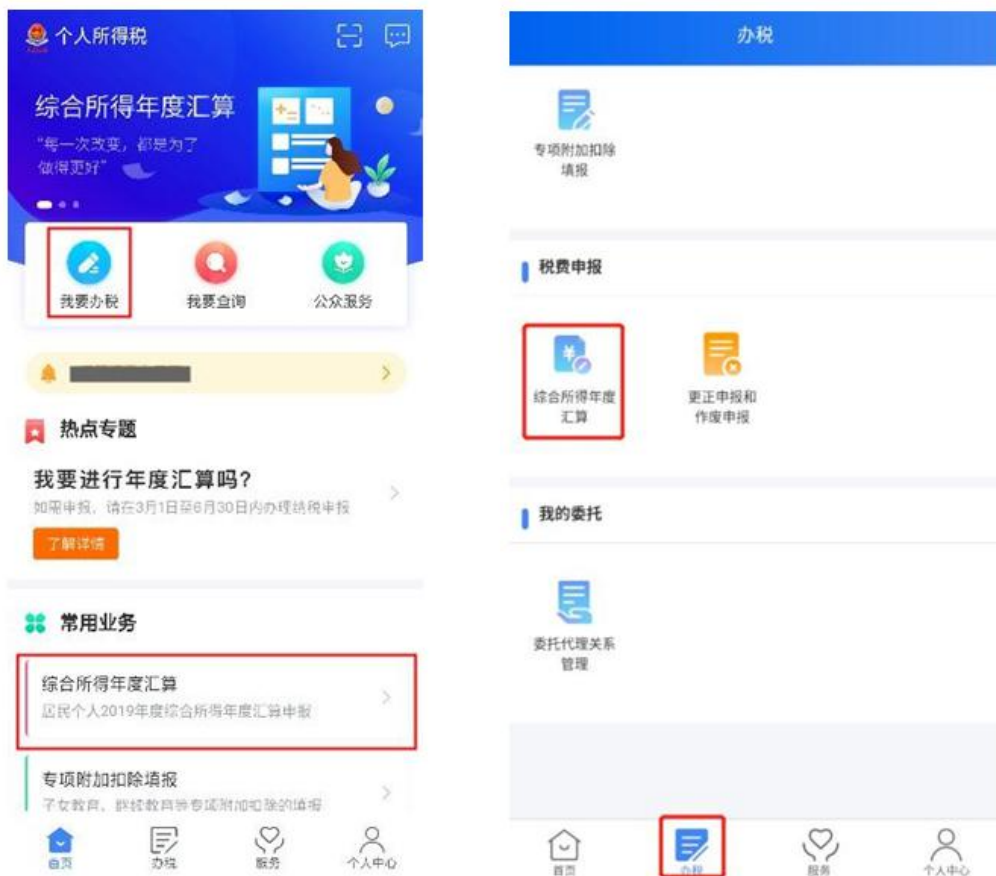 个人所得税
综合所得年度汇算
“每一次改变，都是为了
做得更好”
我要办税
我要查询
公众服务
热点专题
我要进行年度汇算吗？
如需申报，请在3月1日至6月30日内办理纳税申报
了解详情
常用业务
综合所得年度汇算
居民个人2019年度综合所得年度汇算申报
专项附加扣除填报
子女教育、继续教育等专项附加扣除的填报
首页
办税
服务
个人中心
办税
专项附加扣除
填报
税费申报
综合所得年度
汇算
更正申报和
作废申报
我的委托
委托代理关系
管理
首页
办税
服务
个人中心